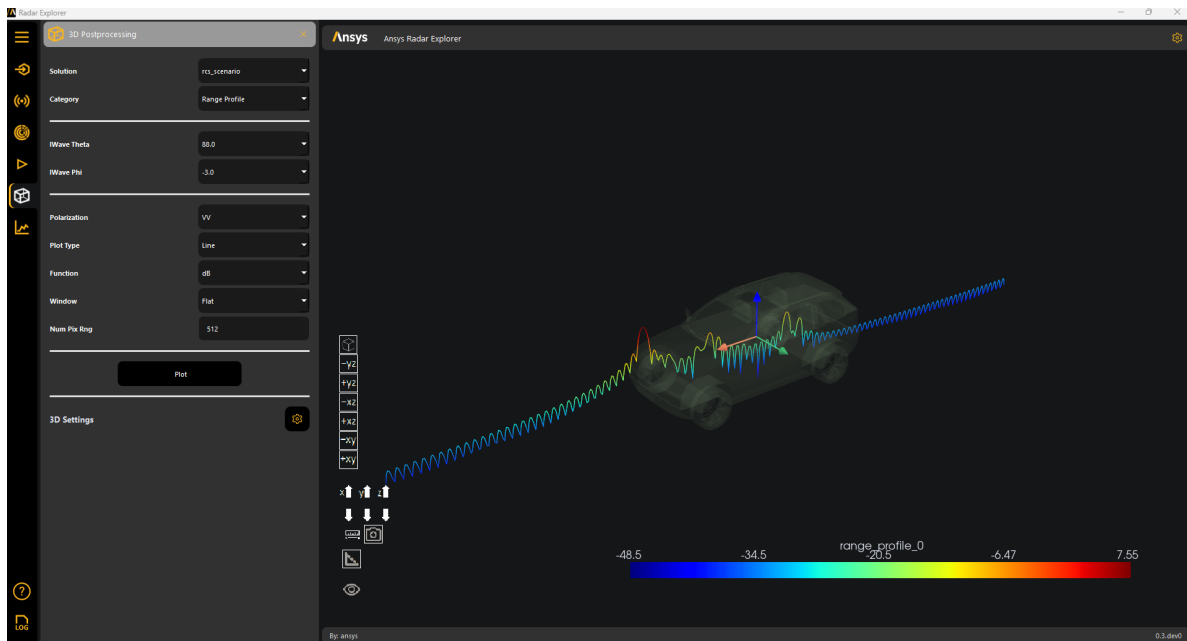 Radar Explorer
3D Postprocessing
Solution
rcs_scenario
Category
Range Profile
IWave Theta
88.0
IWave Phi
-3.0
Polarization
VV
Plot Type
Line
Function
dB
Window
Flat
Num Pix Rng
512
Plot
3D Settings
LOG
Ansys
Ansys Radar Explorer
-yz
+yz
-xz
+xz
-xy
+xy
x y z
range_profile_0
-48.5 -34.5 -20.5 -6.47 7.55
By: ansys
0.3.dev0